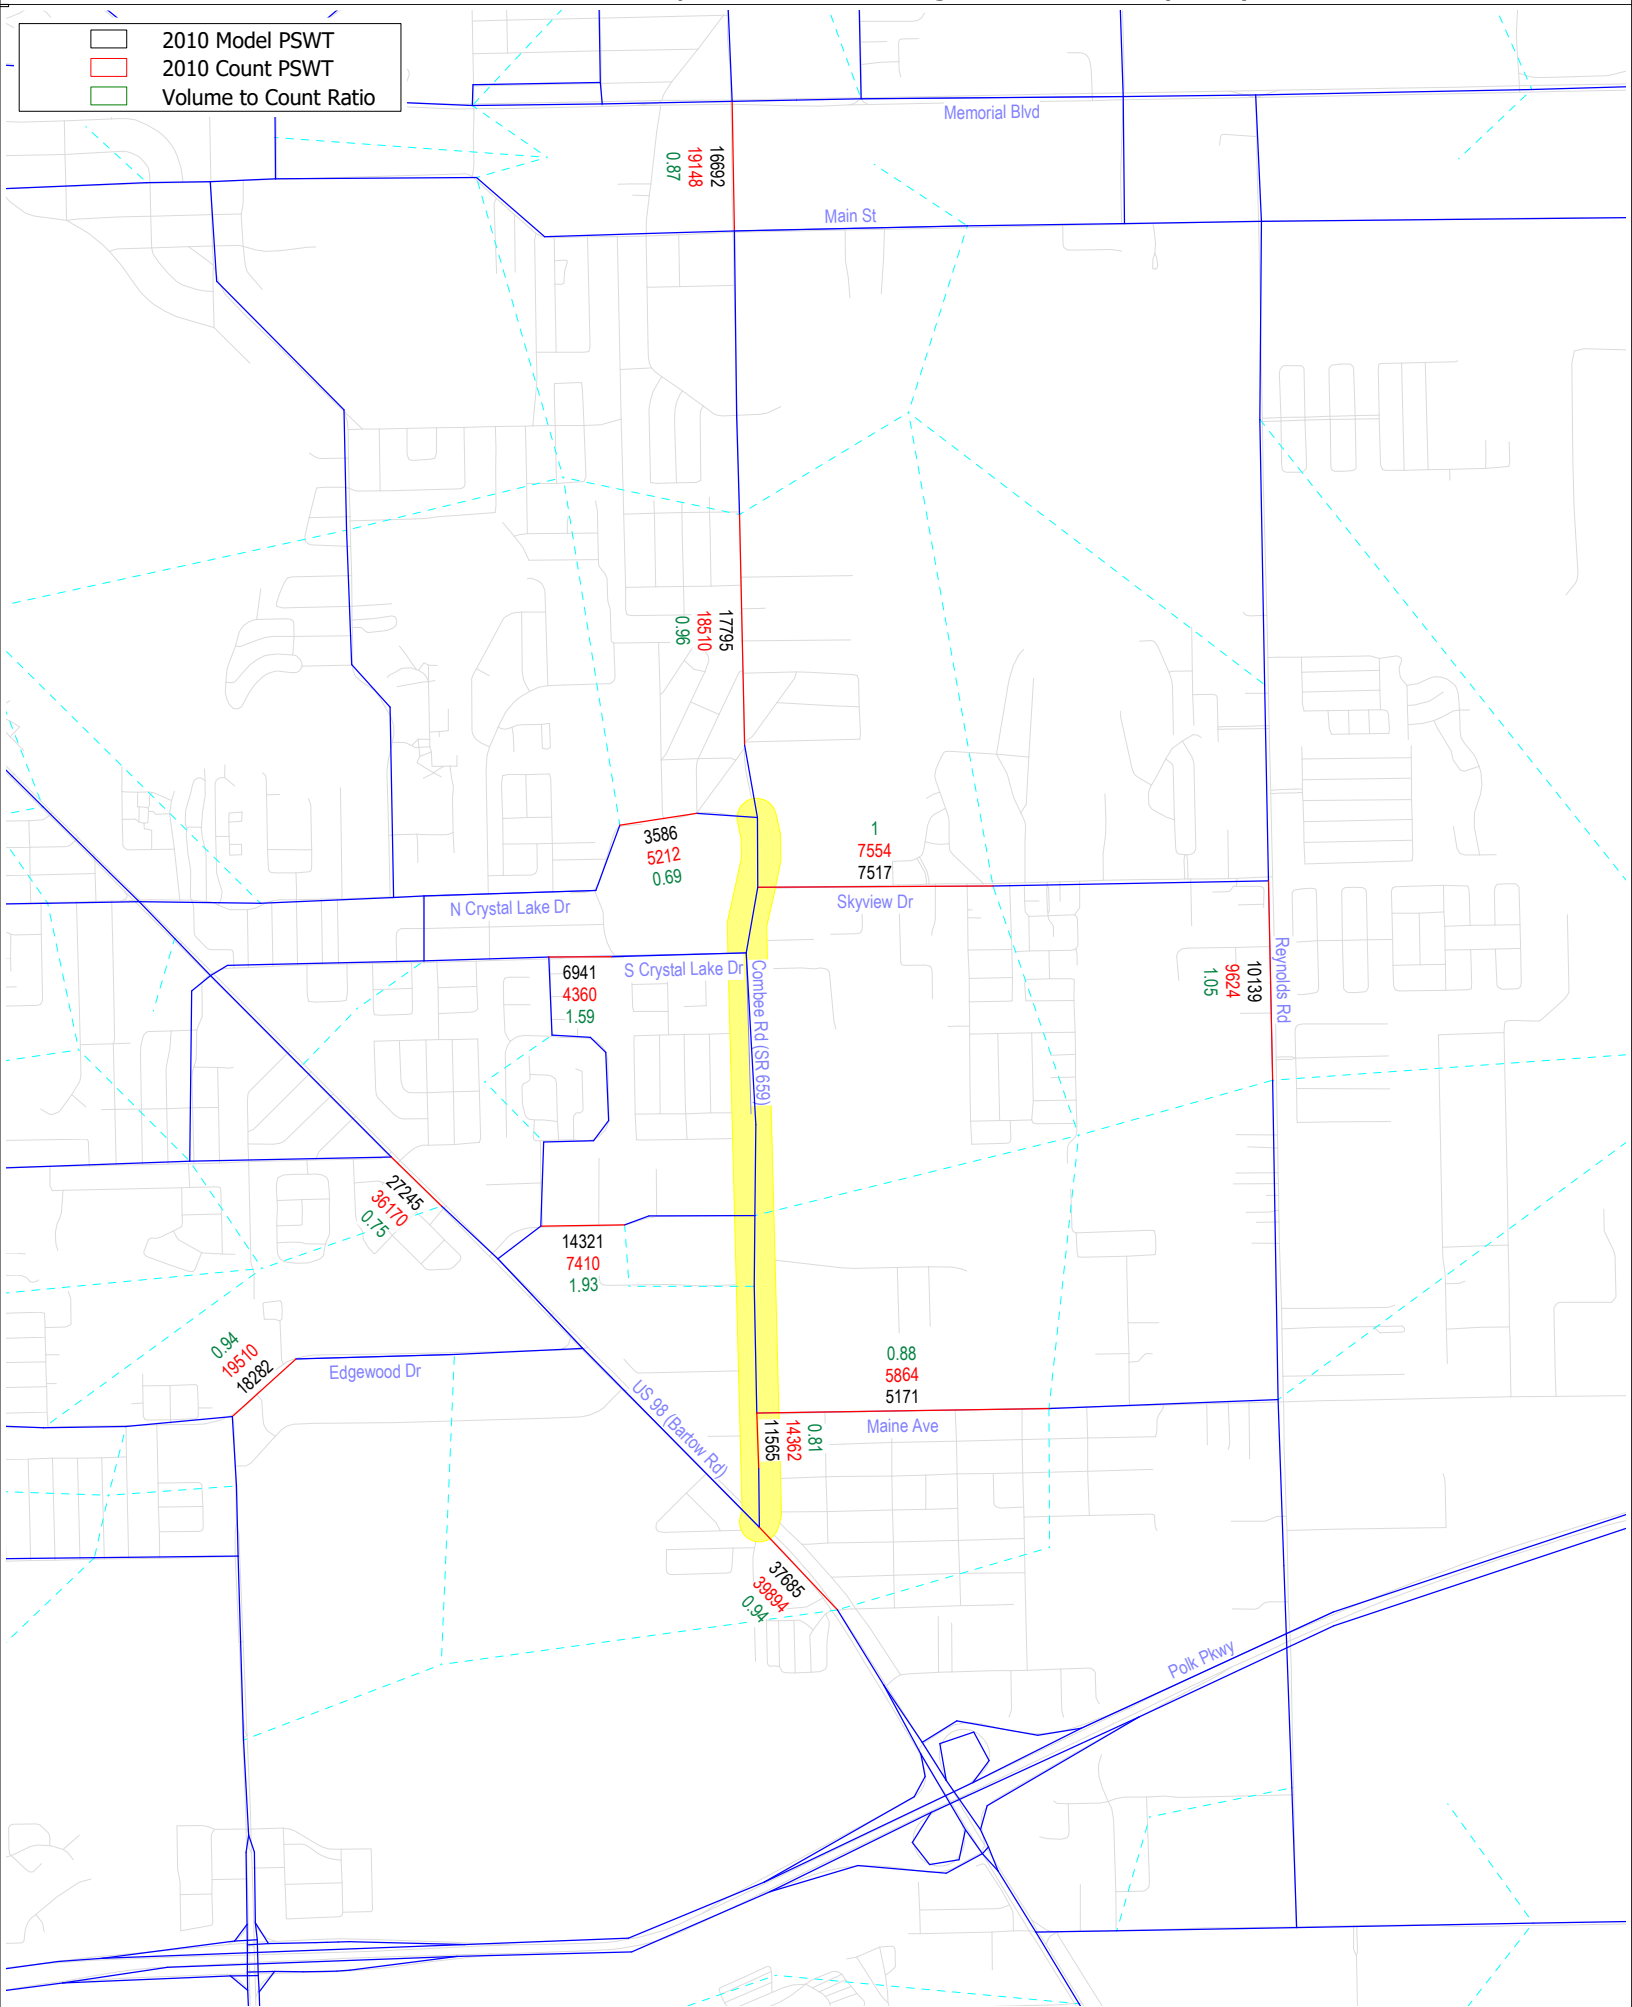 2010 Model PSWT
2010 Count PSWT
Volume to Count Ratio
Memorial Blvd
16692
19148
0.87
Main St
17795
18510
0.96
3586
5212
0.69
1
7554
7517
N Crystal Lake Dr
Skyview Dr
6941
4360
1.59
S Crystal Lake Dr
Combee Rd (SR 659)
10139
9624
1.05
Reynolds Rd
27245
36170
0.75
14321
7410
1.93
0.94
19510
18282
Edgewood Dr
US 98 (Bartow Rd)
0.88
5864
5171
Maine Ave
0.81
14362
11565
37685
39894
0.94
Polk Pkwy